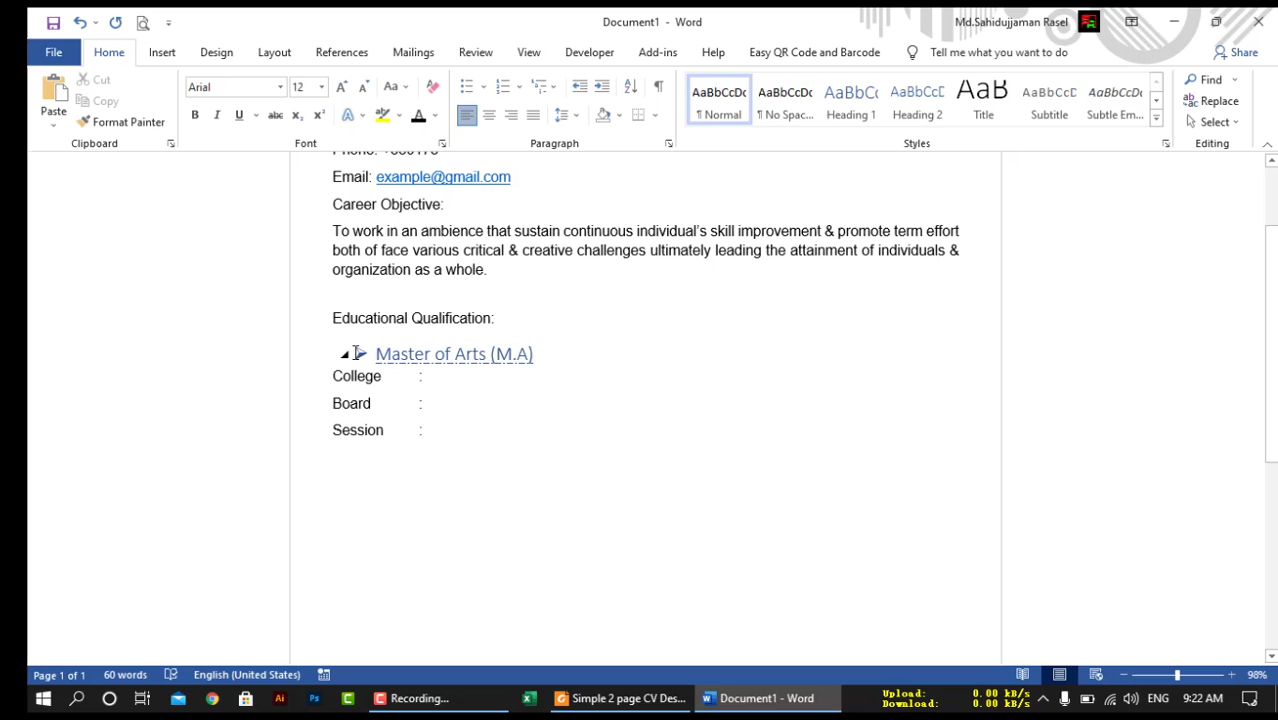 Document1 - Word
Md.Sahidujjaman Rasel
File
Home
Insert
Design
Layout
References
Mailings
Review
View
Developer
Add-ins
Help
Easy QR Code and Barcode
Tell me what you want to do
Share
Paste
Cut
Copy
Format Painter
Clipboard
Arial
12
Font
Paragraph
AaBbCcDc
¶ Normal
AaBbCcDc
¶ No Spac...
AaBbCc
Heading 1
AaBbCcD
Heading 2
AaB
Title
AaBbCcD
Subtitle
AaBbCcDc
Subtle Em...
Styles
Find
Replace
Select
Editing
Email: example@gmail.com
Career Objective:
To work in an ambience that sustain continuous individual's skill improvement & promote term effort
both of face various critical & creative challenges ultimately leading the attainment of individuals &
organization as a whole.
Educational Qualification:
Master of Arts (M.A)
College :
Board :
Session :
Page 1 of 1
60 words
English (United States)
98%
Recording...
Simple 2 page CV Des...
Document1 - Word
Upload: 0.00 kB/s
Download: 0.00 kB/s
ENG
9:22 AM